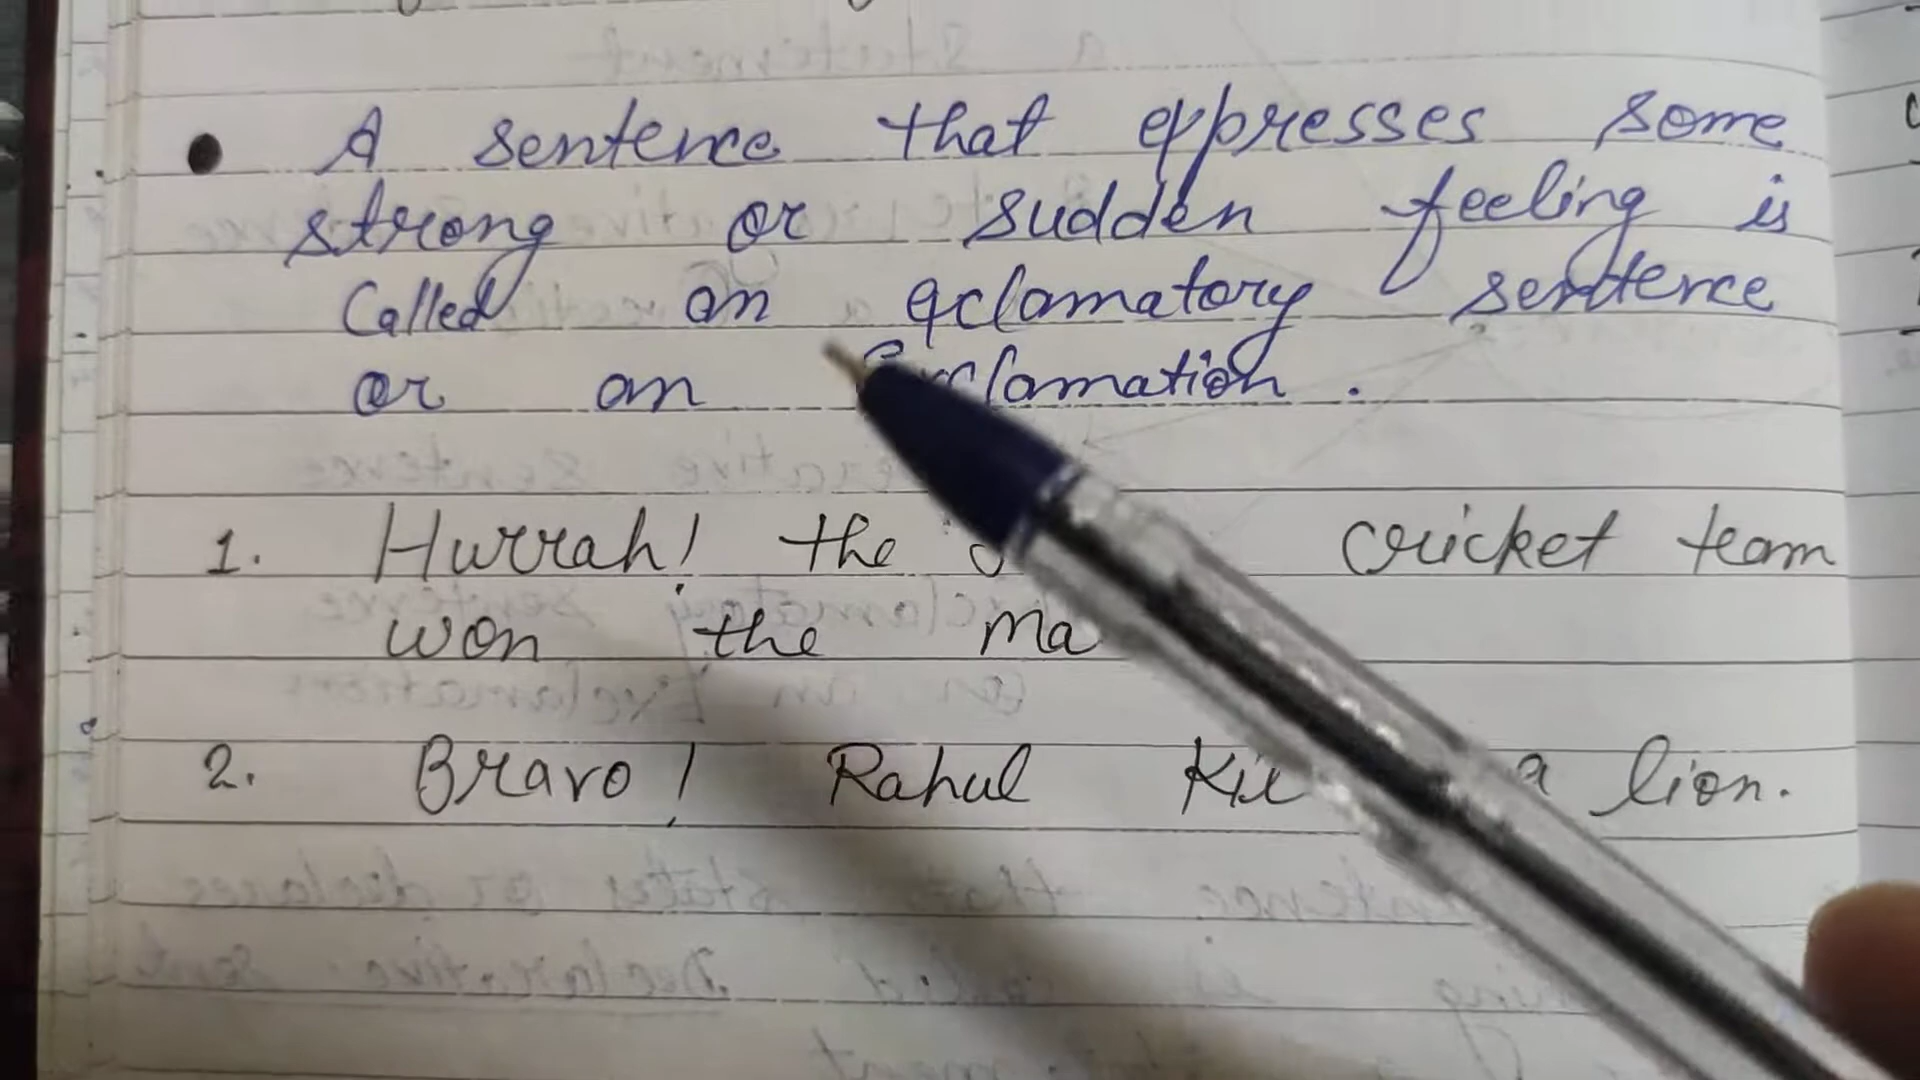 A sentence that expresses some
strong or sudden feeling is
Called an exclamatory sentence
or an Exclamation.
1. Hurrah! the cricket team
won the
2. Bravo! Rahul a lion.